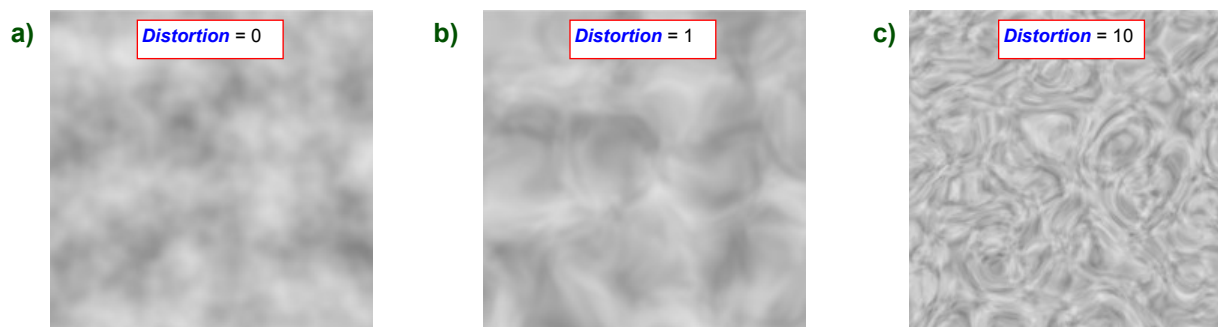 a)
Distortion = 0
b)
Distortion = 1
c)
Distortion = 10